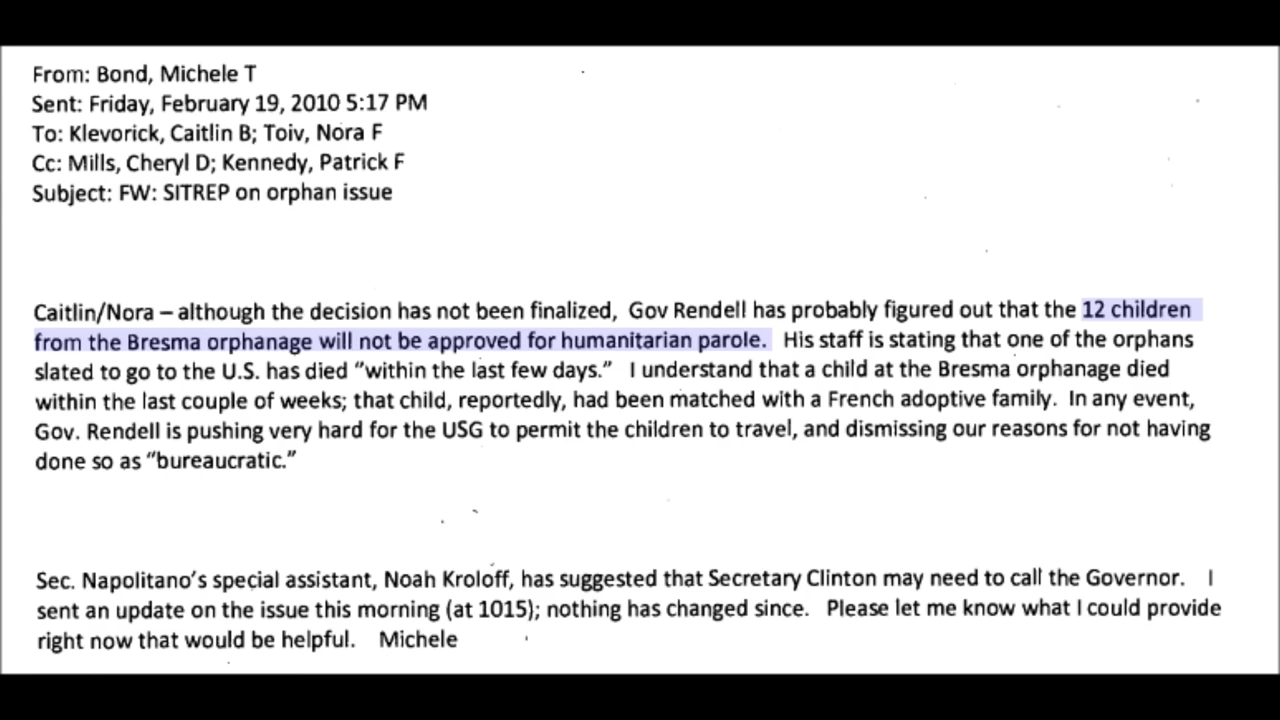 From: Bond, Michele T
Sent: Friday, February 19, 2010 5:17 PM
To: Klevorick, Caitlin B; Toiv, Nora F
Cc: Mills, Cheryl D; Kennedy, Patrick F
Subject: FW: SITREP on orphan issue
Caitlin/Nora – although the decision has not been finalized, Gov Rendell has probably figured out that the 12 children
from the Bresma orphanage will not be approved for humanitarian parole. His staff is stating that one of the orphans
slated to go to the U.S. has died “within the last few days.” I understand that a child at the Bresma orphanage died
within the last couple of weeks; that child, reportedly, had been matched with a French adoptive family. In any event,
Gov. Rendell is pushing very hard for the USG to permit the children to travel, and dismissing our reasons for not having
done so as “bureaucratic.”
Sec. Napolitano’s special assistant, Noah Kroloff, has suggested that Secretary Clinton may need to call the Governor. I
sent an update on the issue this morning (at 1015); nothing has changed since. Please let me know what I could provide
right now that would be helpful. Michele